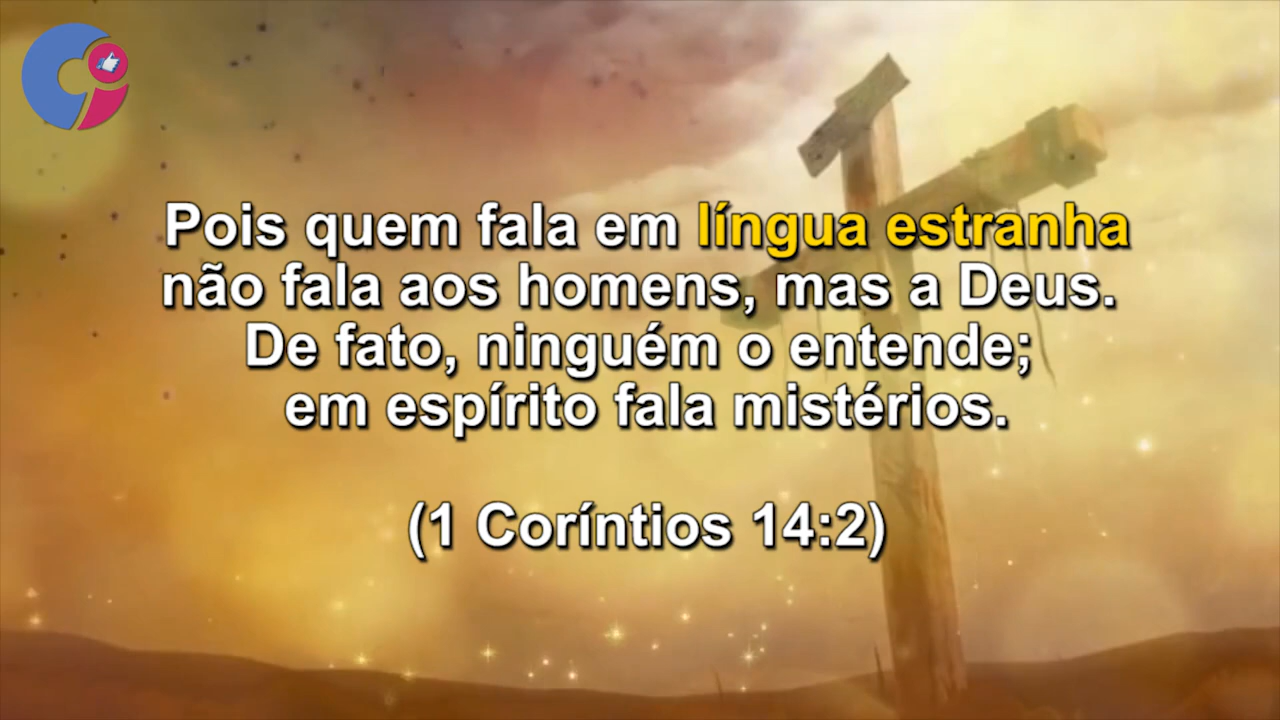 Pois quem fala em língua estranha
não fala aos homens, mas a Deus.
De fato, ninguém o entende;
em espírito fala mistérios.
(1 Coríntios 14:2)